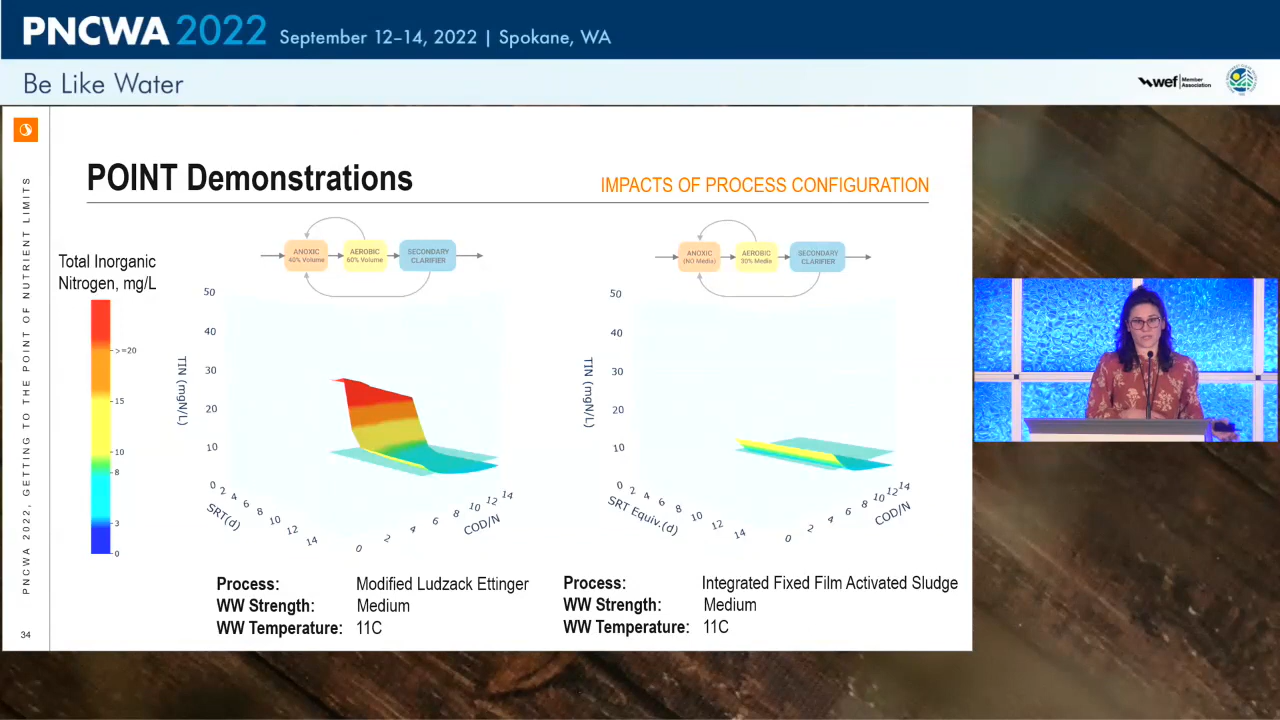 PNCWA 2022 September 12–14, 2022 | Spokane, WA
Be Like Water
wef Member Association
PNCWA 2022, GETTING TO THE POINT OF NUTRIENT LIMITS
34
POINT Demonstrations
IMPACTS OF PROCESS CONFIGURATION
Total Inorganic
Nitrogen, mg/L
>=20
15
10
8
3
0
ANOXIC
40% Volume
AEROBIC
60% Volume
SECONDARY
CLARIFIER
50
40
30
20
10
TIN (mgN/L)
0
2
4
6
8
10
12
14
SRT(d)
0
2
4
6
8
10
12
14
COD/N
Process: Modified Ludzack Ettinger
WW Strength: Medium
WW Temperature: 11C
ANOXIC
(NO Media)
AEROBIC
30% Media
SECONDARY
CLARIFIER
50
40
30
20
10
TIN (mgN/L)
0
2
4
6
8
10
12
14
SRT Equiv.(d)
0
2
4
6
8
10
12
14
COD/N
Process: Integrated Fixed Film Activated Sludge
WW Strength: Medium
WW Temperature: 11C